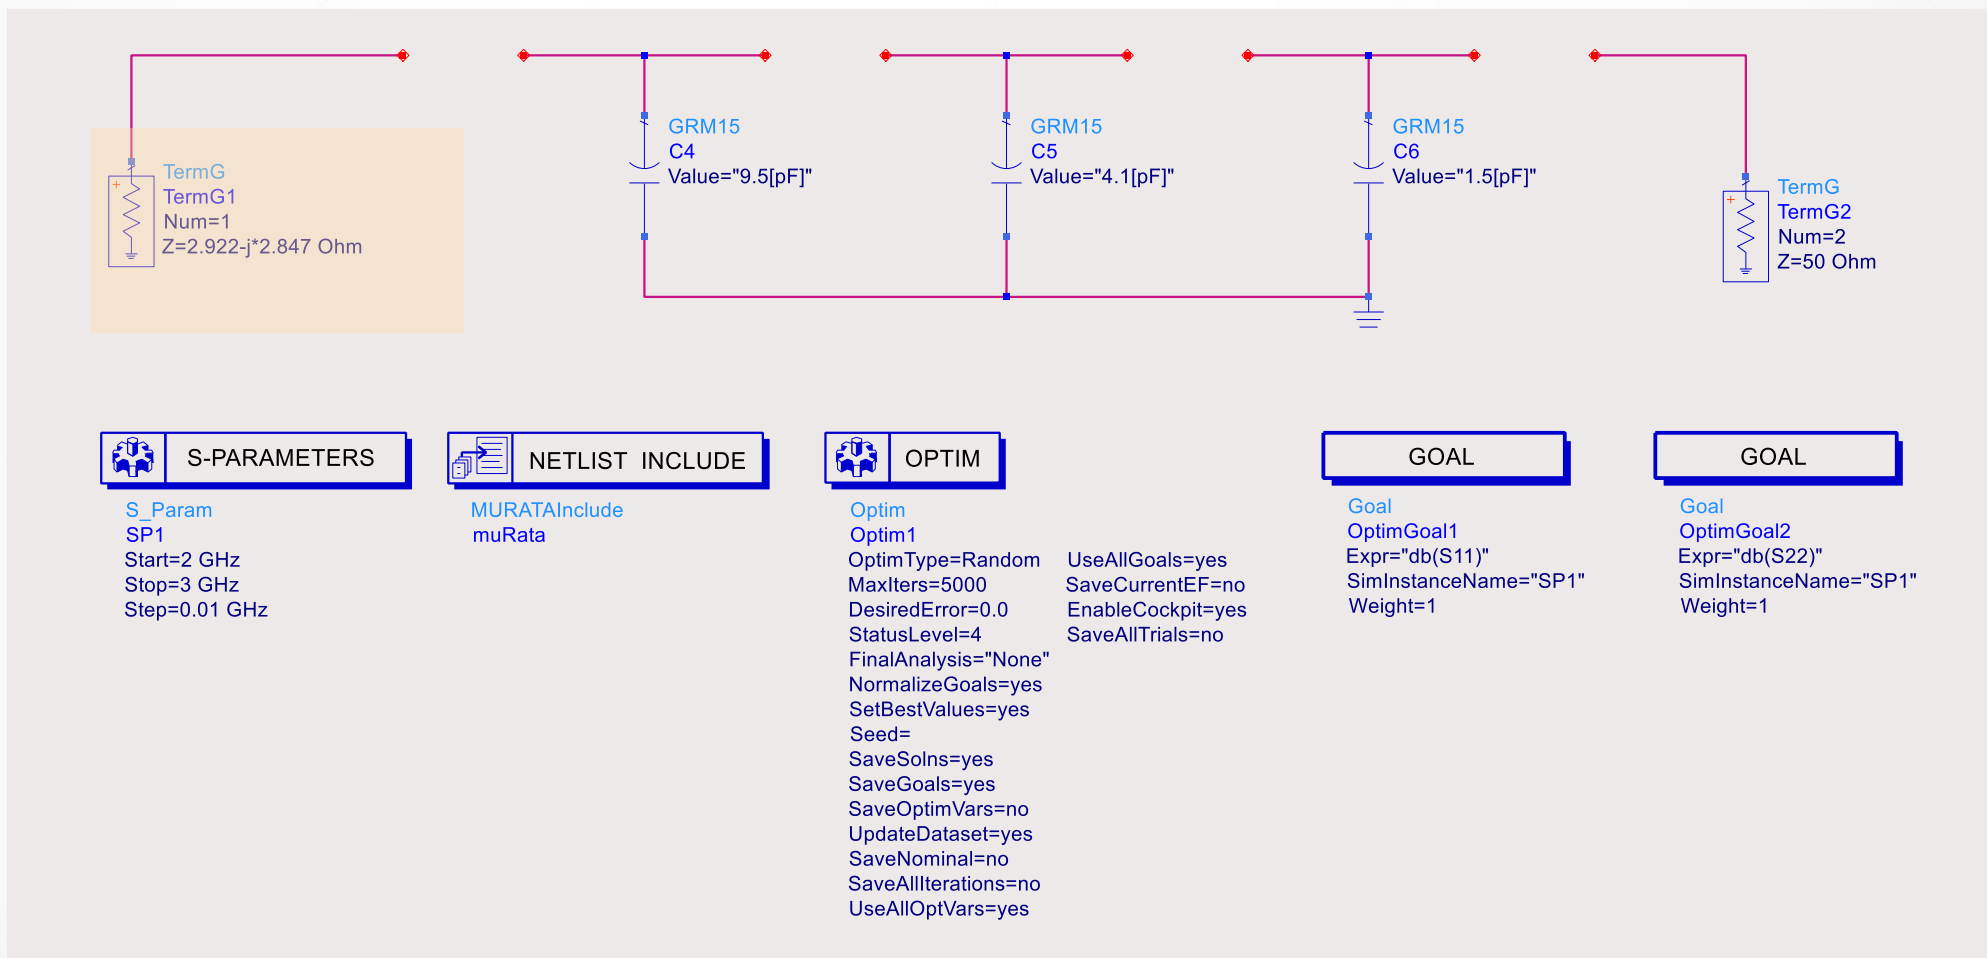 GRM15
C4
Value="9.5[pF]"
GRM15
C5
Value="4.1[pF]"
GRM15
C6
Value="1.5[pF]"
+
TermG
TermG1
Num=1
Z=2.922-j*2.847 Ohm
+
TermG
TermG2
Num=2
Z=50 Ohm
S-PARAMETERS
S_Param
SP1
Start=2 GHz
Stop=3 GHz
Step=0.01 GHz
NETLIST INCLUDE
MURATAInclude
muRata
OPTIM
Optim
Optim1
OptimType=Random
MaxIters=5000
DesiredError=0.0
StatusLevel=4
FinalAnalysis="None"
NormalizeGoals=yes
SetBestValues=yes
Seed=
SaveSolns=yes
SaveGoals=yes
SaveOptimVars=no
UpdateDataset=yes
SaveNominal=no
SaveAllIterations=no
UseAllOptVars=yes
UseAllGoals=yes
SaveCurrentEF=no
EnableCockpit=yes
SaveAllTrials=no
GOAL
Goal
OptimGoal1
Expr="db(S11)"
SimInstanceName="SP1"
Weight=1
GOAL
Goal
OptimGoal2
Expr="db(S22)"
SimInstanceName="SP1"
Weight=1